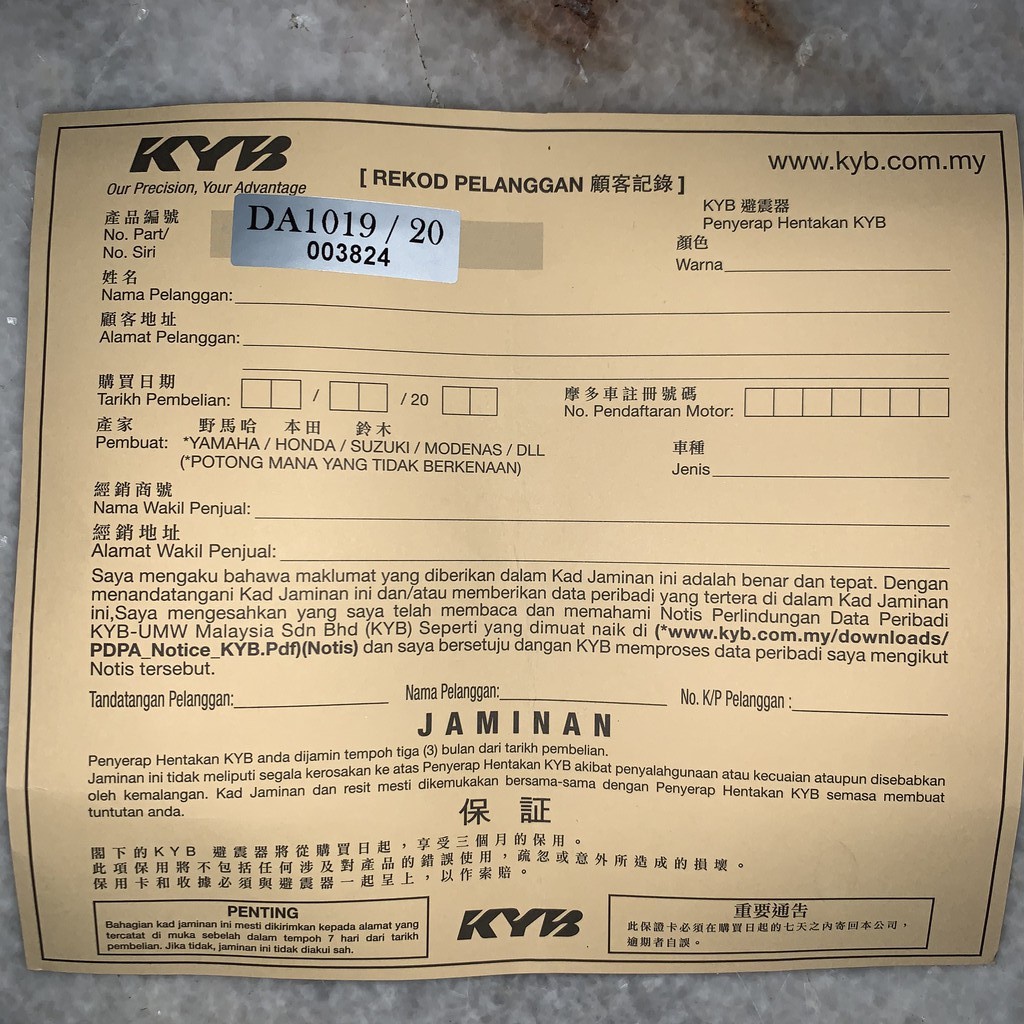 KYB
Our Precision, Your Advantage
[ REKOD PELANGGAN 顧客記錄 ]
www.kyb.com.my
產品編號
No. Part/
No. Siri
DA1019 / 20
003824
KYB 避震器
Penyerap Hentakan KYB
顏色
Warna
姓名
Nama Pelanggan:
顧客地址
Alamat Pelanggan:
購買日期
Tarikh Pembelian: / / 20
摩多車註冊號碼
No. Pendaftaran Motor:
產家 野馬哈 本田 鈴木
Pembuat: *YAMAHA / HONDA / SUZUKI / MODENAS / DLL
(*POTONG MANA YANG TIDAK BERKENAAN)
車種
Jenis
經銷商號
Nama Wakil Penjual:
經銷地址
Alamat Wakil Penjual:
Saya mengaku bahawa maklumat yang diberikan dalam Kad Jaminan ini adalah benar dan tepat. Dengan
menandatangani Kad Jaminan ini dan/atau memberikan data peribadi yang tertera di dalam Kad Jaminan
ini,Saya mengesahkan yang saya telah membaca dan memahami Notis Perlindungan Data Peribadi
KYB-UMW Malaysia Sdn Bhd (KYB) Seperti yang dimuat naik di (*www.kyb.com.my/downloads/
PDPA_Notice_KYB.Pdf)(Notis) dan saya bersetuju dangan KYB memproses data peribadi saya mengikut
Notis tersebut.
Tandatangan Pelanggan: Nama Pelanggan: No. K/P Pelanggan :
JAMINAN
Penyerap Hentakan KYB anda dijamin tempoh tiga (3) bulan dari tarikh pembelian.
Jaminan ini tidak meliputi segala kerosakan ke atas Penyerap Hentakan KYB akibat penyalahgunaan atau kecuaian ataupun disebabkan
oleh kemalangan. Kad Jaminan dan resit mesti dikemukakan bersama-sama dengan Penyerap Hentakan KYB semasa membuat
tuntutan anda.
保証
閣下的KYB 避震器將從購買日起，享受三個月的保用。
此項保用將不包括任何涉及對產品的錯誤使用，疏忽或意外所造成的損壞。
保用卡和收據必須與避震器一起呈上，以作索賠。
PENTING
Bahagian kad jaminan ini mesti dikirimkan kepada alamat yang
tercatat di muka sebelah dalam tempoh 7 hari dari tarikh
pembelian. Jika tidak, jaminan ini tidak diakui sah.
KYB
重要通告
此保證卡必須在購買日起的七天之內寄回本公司，
逾期者自誤。